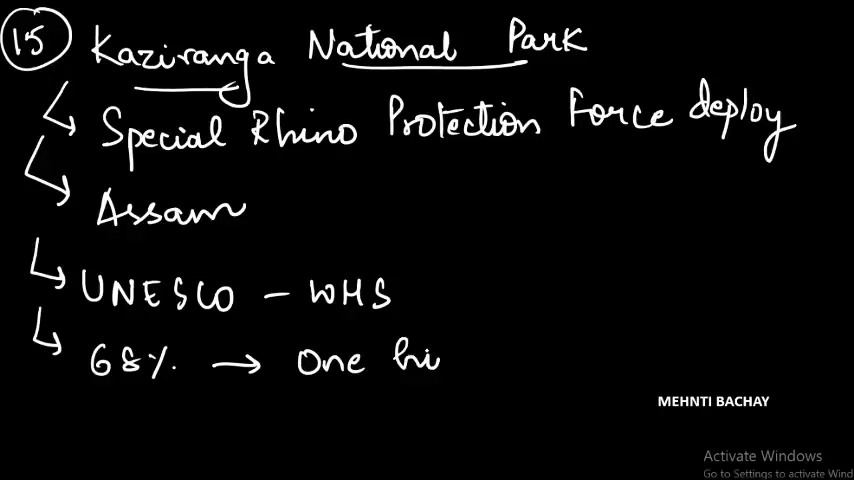 15 Kaziranga National Park
↳ Special Rhino Protection Force deploy
↳ Assam
↳ UNESCO - WHS
↳ 68% → One hi
MEHNTI BACHAY
Activate Windows
Go to Settings to activate Wind